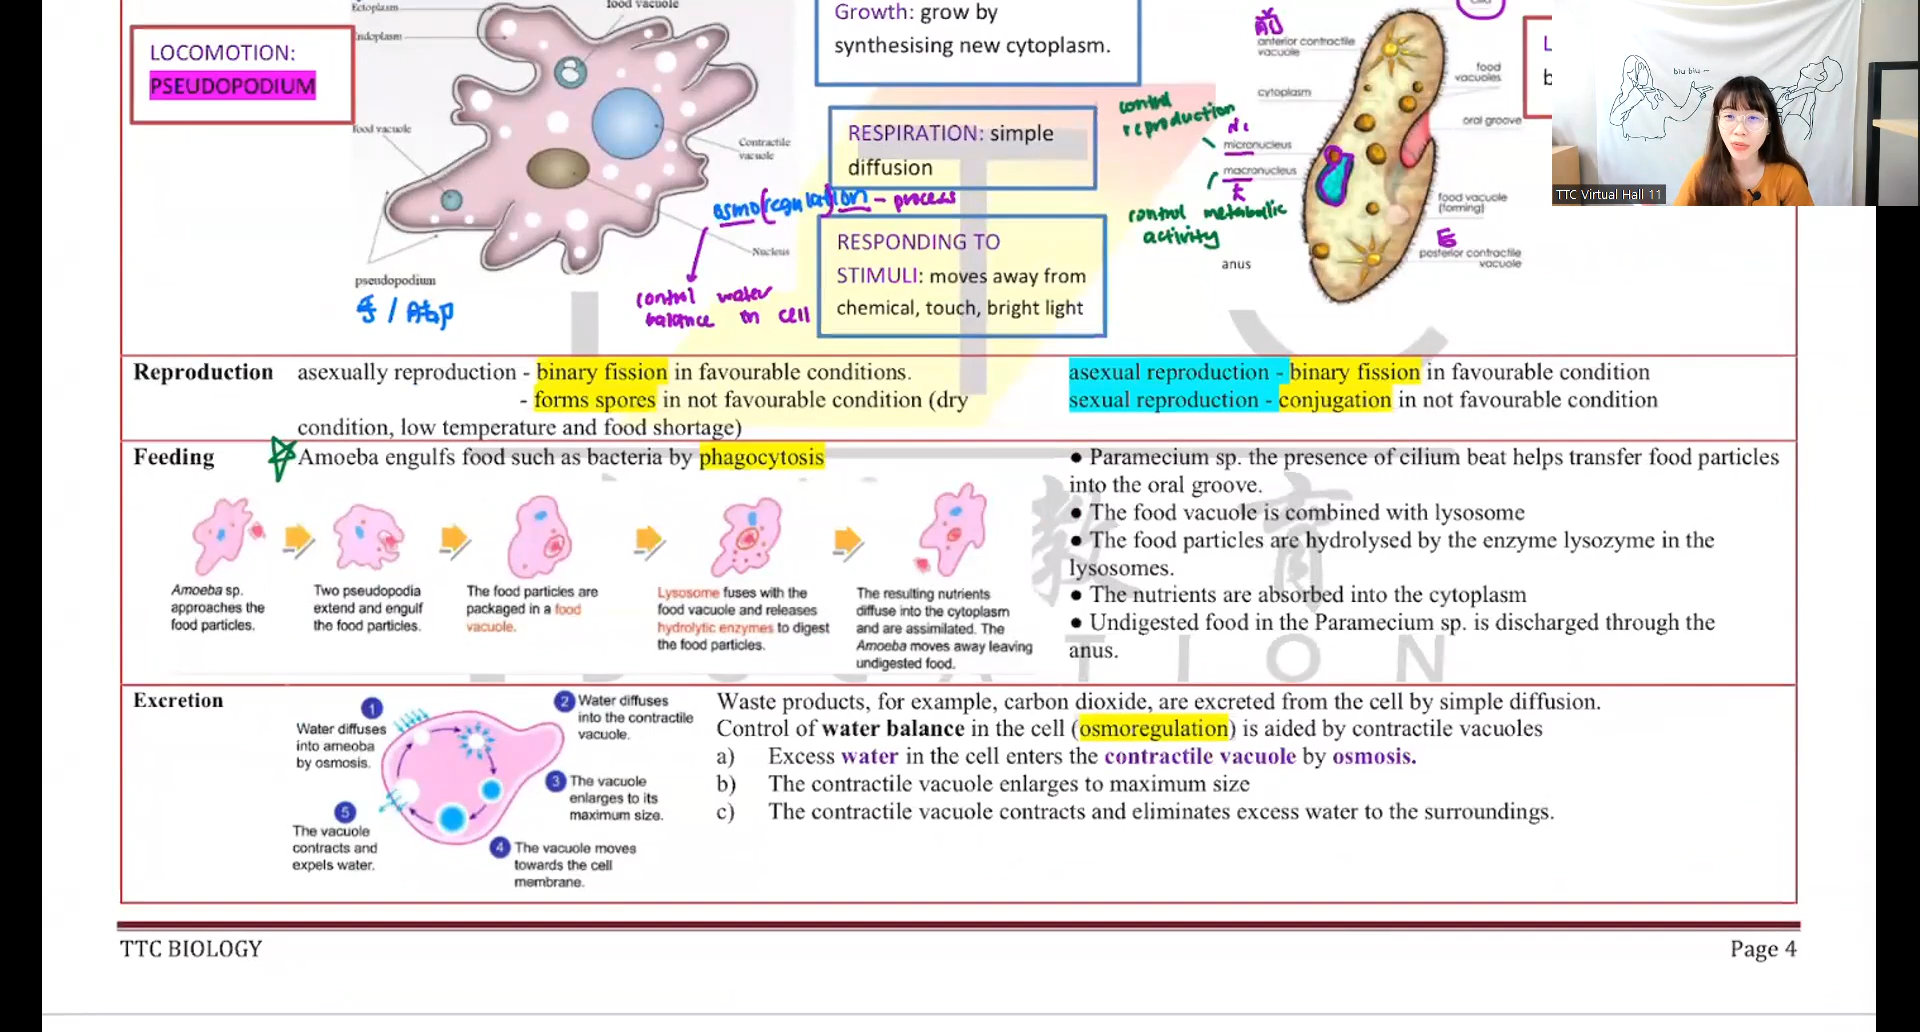 Ectoplasm
food vacuole
Endoplasm
LOCOMOTION:
PSEUDOPODIUM
food vacuole
Contractile
vacuole
Nucleus
pseudopodium
osmo(regulat)ion - process
control water
balance in cell
Growth: grow by
synthesising new cytoplasm.
RESPIRATION: simple
diffusion
RESPONDING TO
STIMULI: moves away from
chemical, touch, bright light
前
anterior contractile
vacuole
food
vacuoles
cytoplasm
oral groove
control
reproduction
micronucleus
macronucleus
大
control metabolic
activity
food vacuole
(forming)
后
posterior contractile
vacuole
anus
L
b
biu biu ~
TTC Virtual Hall 11
Reproduction asexually reproduction - binary fission in favourable conditions.
- forms spores in not favourable condition (dry
condition, low temperature and food shortage)
asexual reproduction - binary fission in favourable condition
sexual reproduction - conjugation in not favourable condition
Feeding Amoeba engulfs food such as bacteria by phagocytosis
Amoeba sp.
approaches the
food particles.
Two pseudopodia
extend and engulf
the food particles.
The food particles are
packaged in a food
vacuole.
Lysosome fuses with the
food vacuole and releases
hydrolytic enzymes to digest
the food particles.
The resulting nutrients
diffuse into the cytoplasm
and are assimilated. The
Amoeba moves away leaving
undigested food.
● Paramecium sp. the presence of cilium beat helps transfer food particles
into the oral groove.
● The food vacuole is combined with lysosome
● The food particles are hydrolysed by the enzyme lysozyme in the
lysosomes.
● The nutrients are absorbed into the cytoplasm
● Undigested food in the Paramecium sp. is discharged through the
anus.
教育
EDUCATION
Excretion
1
Water diffuses
into ameoba
by osmosis.
2 Water diffuses
into the contractile
vacuole.
3 The vacuole
enlarges to its
maximum size.
4 The vacuole moves
towards the cell
membrane.
5
The vacuole
contracts and
expels water.
Waste products, for example, carbon dioxide, are excreted from the cell by simple diffusion.
Control of water balance in the cell (osmoregulation) is aided by contractile vacuoles
a) Excess water in the cell enters the contractile vacuole by osmosis.
b) The contractile vacuole enlarges to maximum size
c) The contractile vacuole contracts and eliminates excess water to the surroundings.
TTC BIOLOGY
Page 4